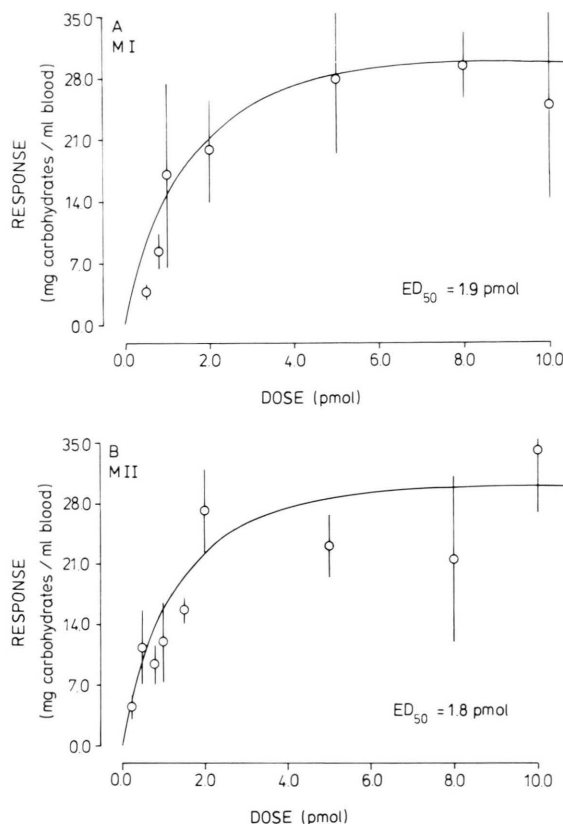 A
M I
35.0
28.0
21.0
14.0
7.0
0.0
RESPONSE
(mg carbohydrates / ml blood)
ED50 = 1.9 pmol
0.0 2.0 4.0 6.0 8.0 10.0
DOSE (pmol)
B
M II
35.0
28.0
21.0
14.0
7.0
0.0
RESPONSE
(mg carbohydrates / ml blood)
ED50 = 1.8 pmol
0.0 2.0 4.0 6.0 8.0 10.0
DOSE (pmol)